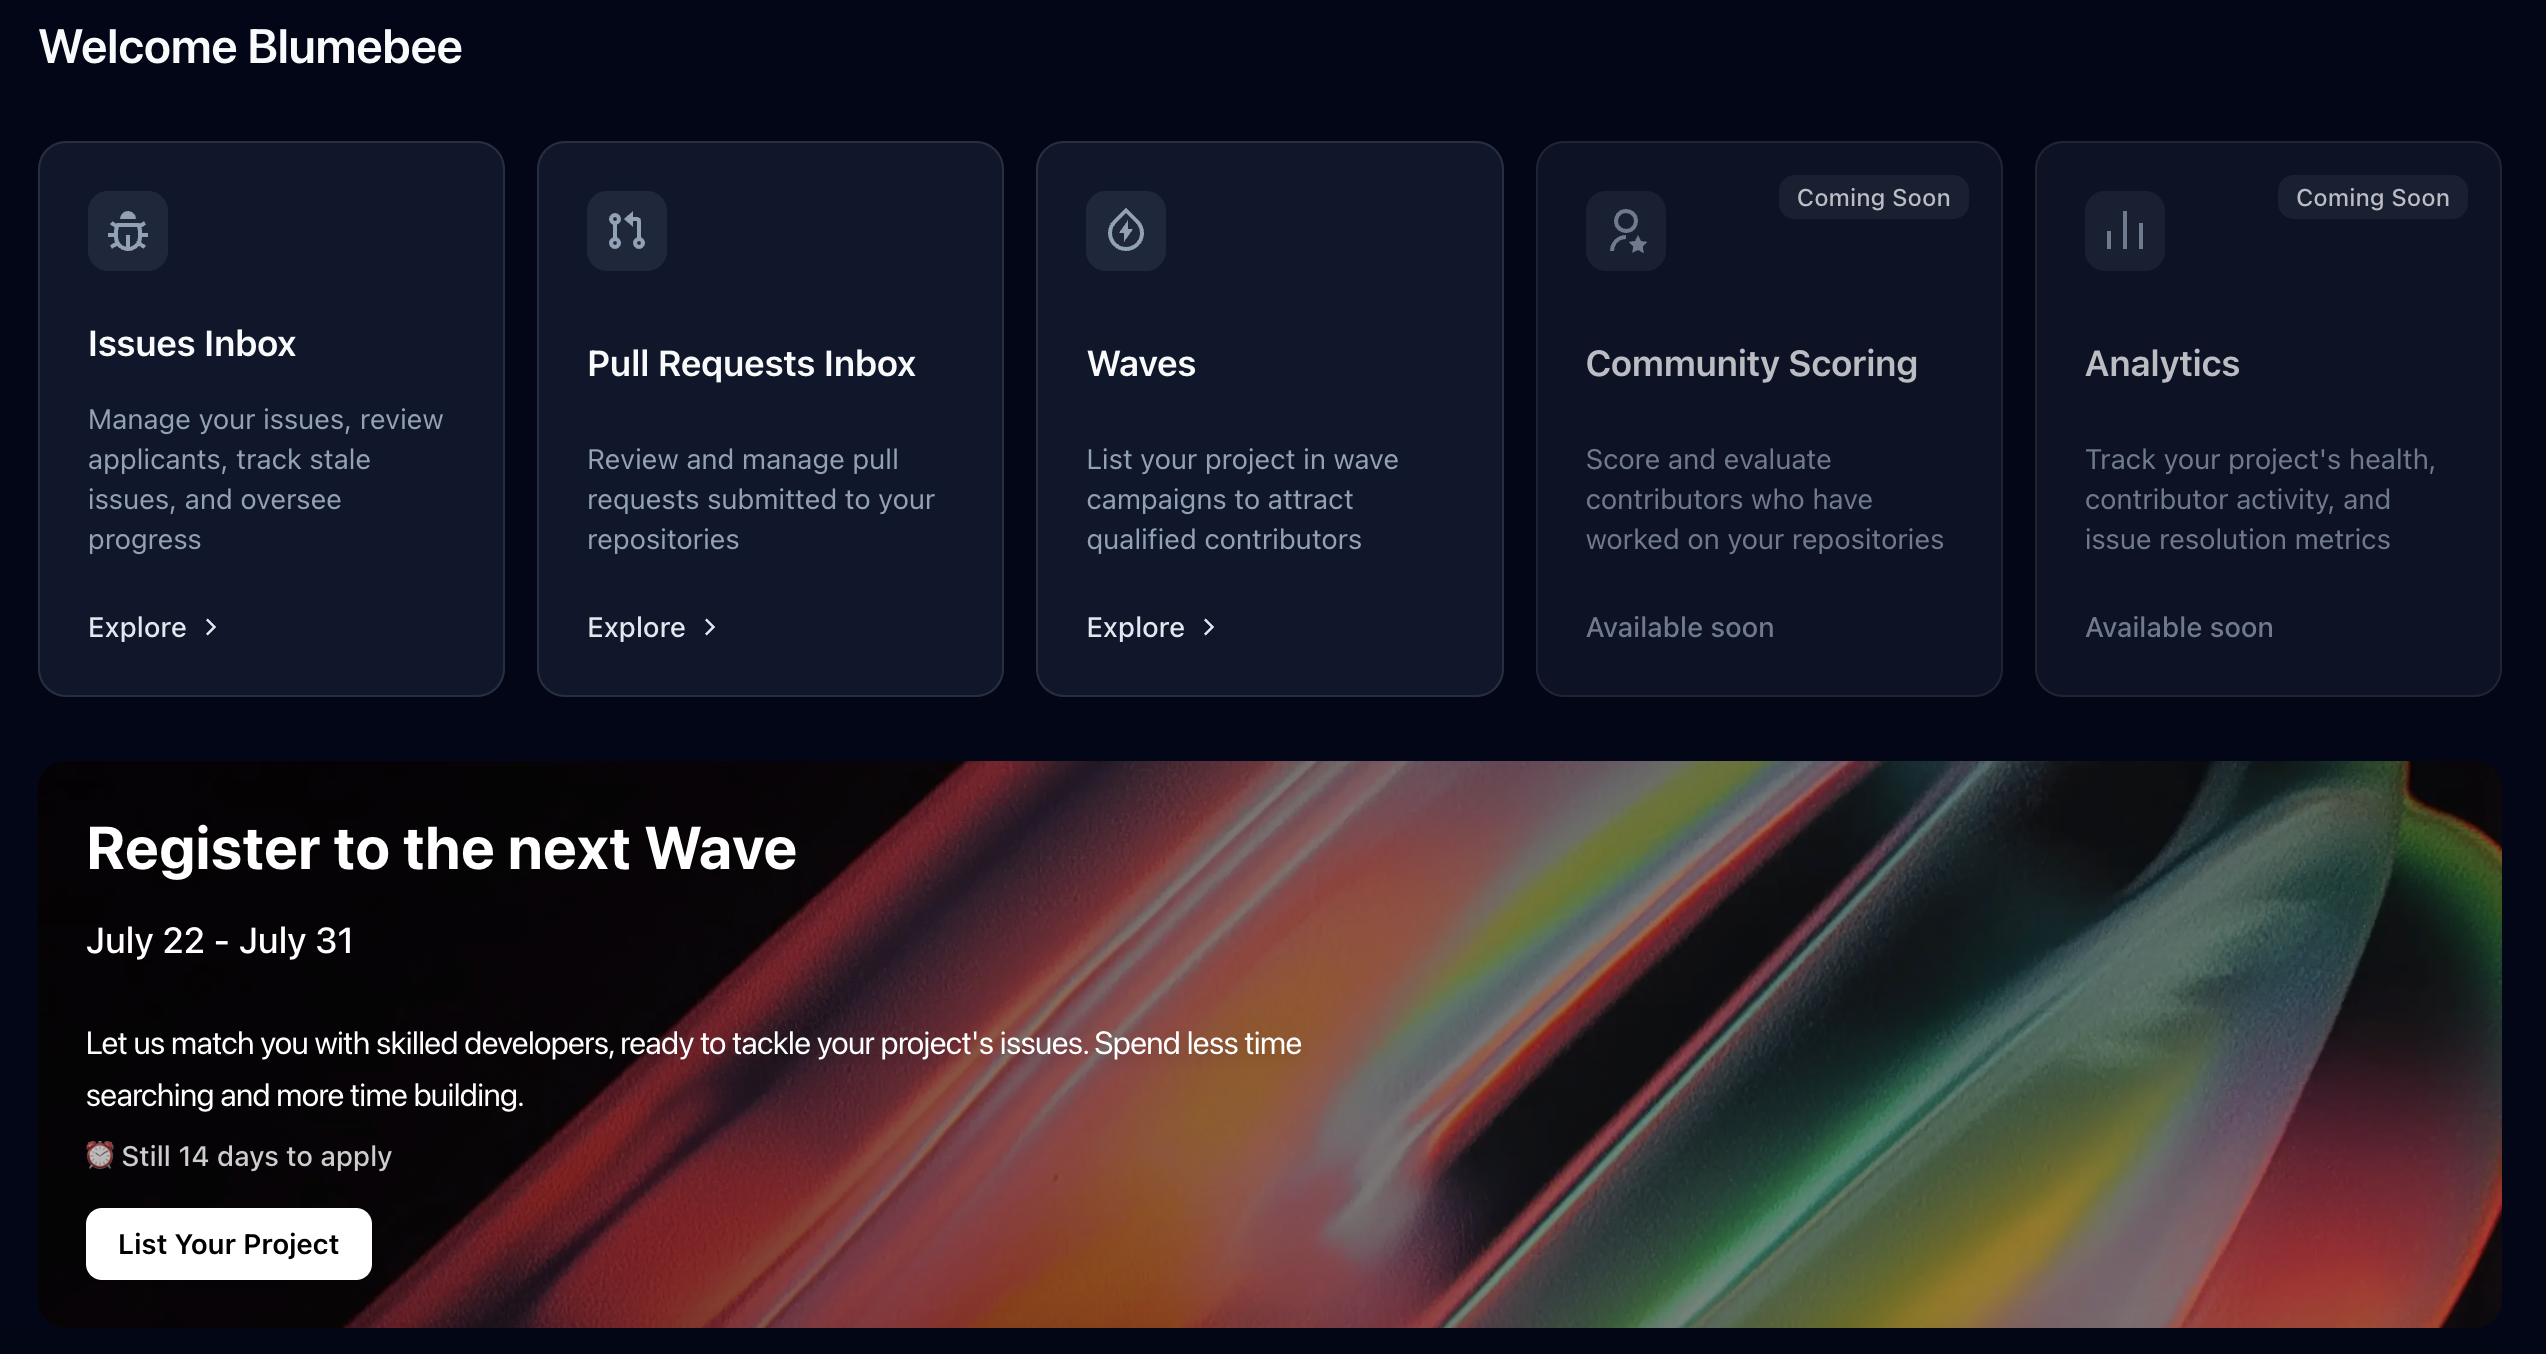 Welcome Blumebee
Issues Inbox
Manage your issues, review
applicants, track stale
issues, and oversee
progress
Explore
Pull Requests Inbox
Review and manage pull
requests submitted to your
repositories
Explore
Waves
List your project in wave
campaigns to attract
qualified contributors
Explore
Coming Soon
Community Scoring
Score and evaluate
contributors who have
worked on your repositories
Available soon
Coming Soon
Analytics
Track your project's health,
contributor activity, and
issue resolution metrics
Available soon
Register to the next Wave
July 22 - July 31
Let us match you with skilled developers, ready to tackle your project's issues. Spend less time
searching and more time building.
⏰ Still 14 days to apply
List Your Project